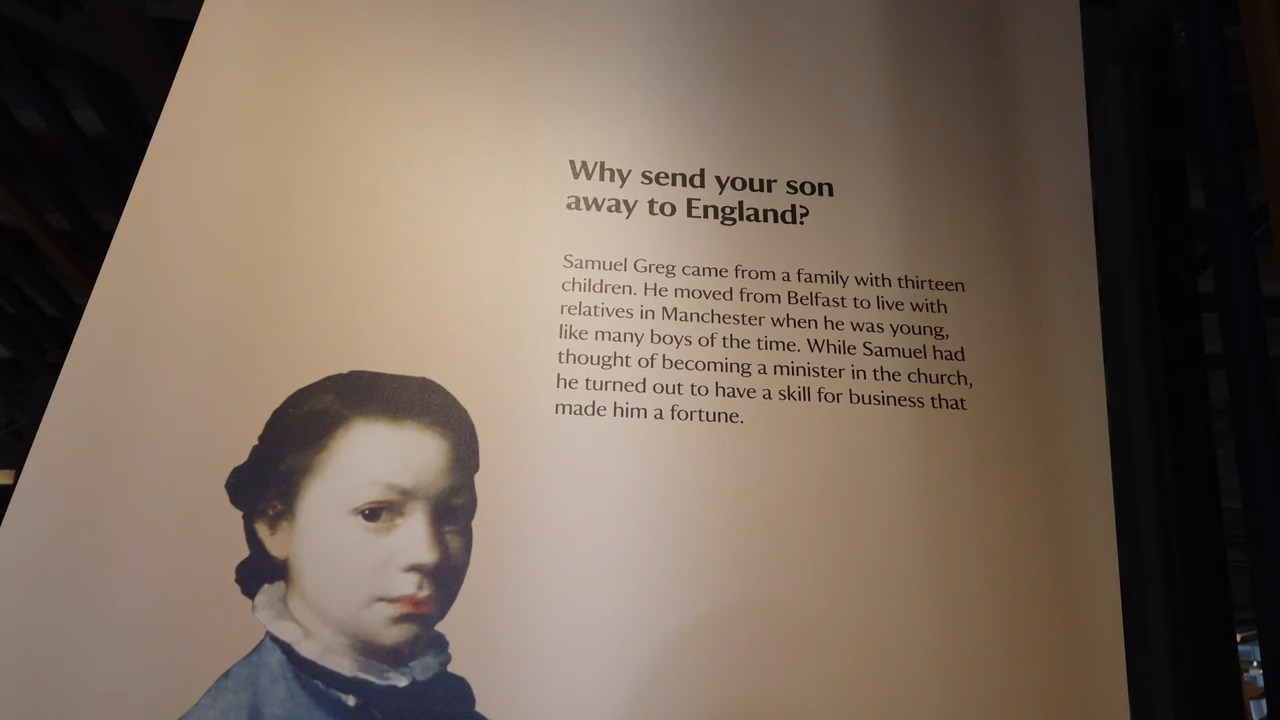 Why send your son
away to England?
Samuel Greg came from a family with thirteen
children. He moved from Belfast to live with
relatives in Manchester when he was young,
like many boys of the time. While Samuel had
thought of becoming a minister in the church,
he turned out to have a skill for business that
made him a fortune.